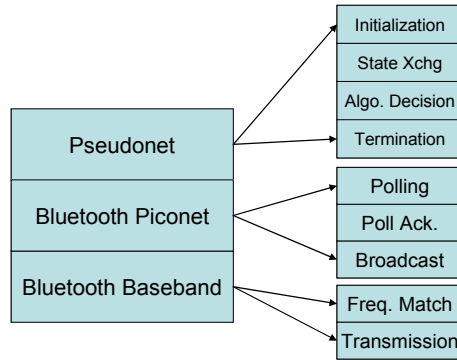 Initialization
State Xchg
Algo. Decision
Termination
Pseudonet
Bluetooth Piconet
Bluetooth Baseband
Polling
Poll Ack.
Broadcast
Freq. Match
Transmission